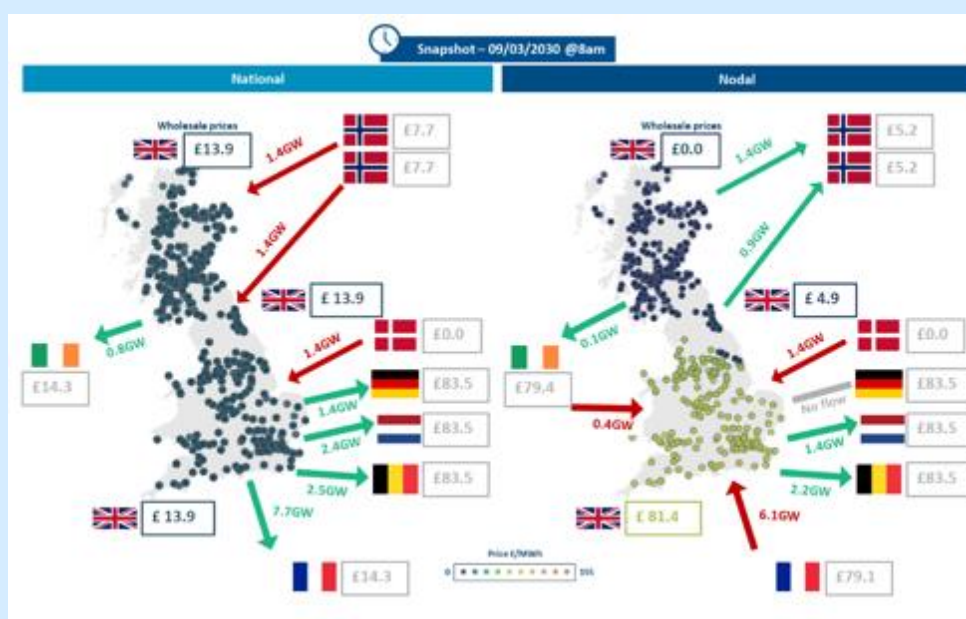 Snapshot – 09/03/2030 @8am
National
Nodal
Wholesale prices
£13.9
1.4GW
£7.7
£7.7
1.4GW
£ 13.9
0.8GW
£14.3
1.4GW
£0.0
1.4GW
£83.5
2.4GW
£83.5
2.5GW
£83.5
£ 13.9
7.7GW
£14.3
Wholesale prices
£0.0
1.4GW
£5.2
£5.2
0.9GW
£ 4.9
0.1GW
£79.4
0.4GW
1.4GW
£0.0
No flow
£83.5
1.4GW
£83.5
2.2GW
£83.5
£ 81.4
6.1GW
£79.1
Price £/MWh
0